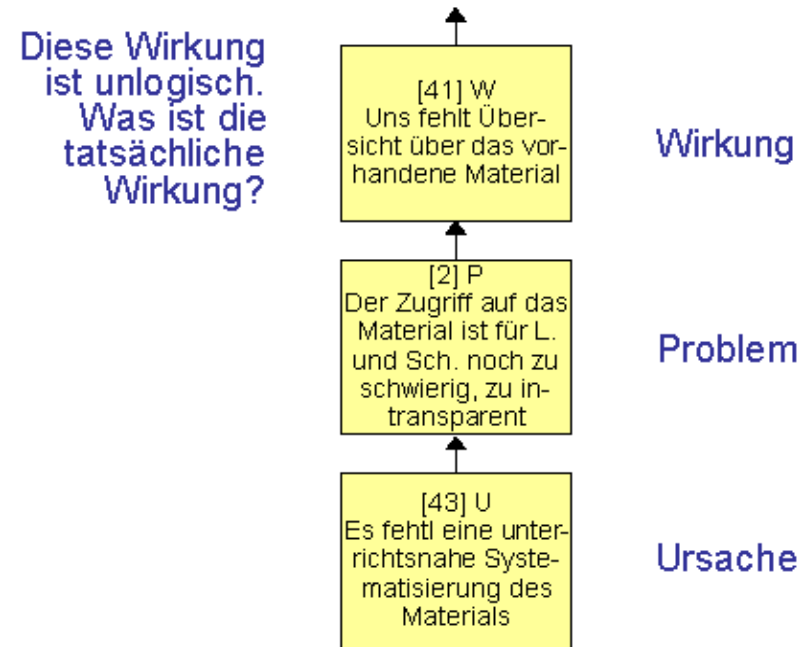 Diese Wirkung
ist unlogisch.
Was ist die
tatsächliche
Wirkung?
[41] W
Uns fehlt Über-
sicht über das vor-
handene Material
Wirkung
[2] P
Der Zugriff auf das
Material ist für L.
und Sch. noch zu
schwierig, zu in-
transparent
Problem
[43] U
Es fehtl eine unter-
richtsnahe Syste-
matisierung des
Materials
Ursache